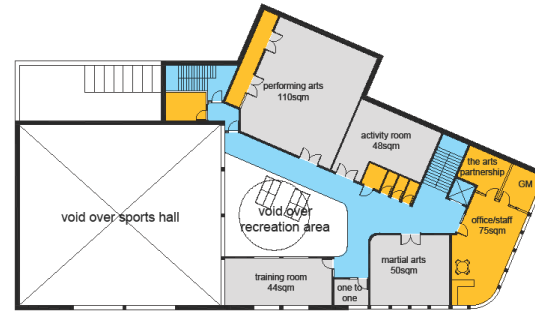 performing arts
110sqm
activity room
48sqm
the arts
partnership
GM
void over sports hall
void over
recreation area
office/staff
75sqm
martial arts
50sqm
training room
44sqm
one to
one